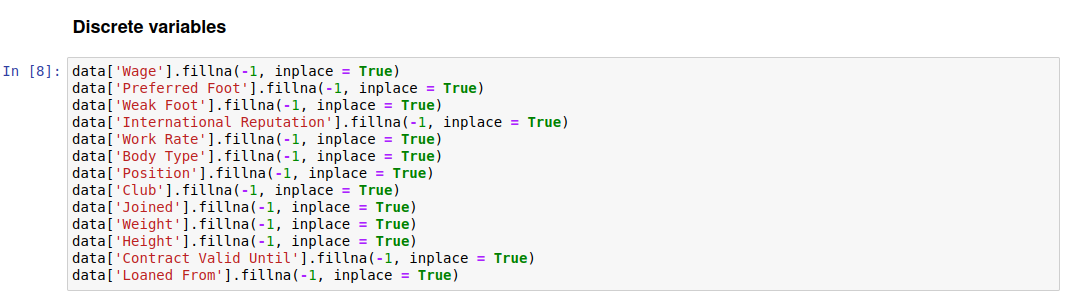 Discrete variables
In [8]: data['Wage'].fillna(-1, inplace = True)
data['Preferred Foot'].fillna(-1, inplace = True)
data['Weak Foot'].fillna(-1, inplace = True)
data['International Reputation'].fillna(-1, inplace = True)
data['Work Rate'].fillna(-1, inplace = True)
data['Body Type'].fillna(-1, inplace = True)
data['Position'].fillna(-1, inplace = True)
data['Club'].fillna(-1, inplace = True)
data['Joined'].fillna(-1, inplace = True)
data['Weight'].fillna(-1, inplace = True)
data['Height'].fillna(-1, inplace = True)
data['Contract Valid Until'].fillna(-1, inplace = True)
data['Loaned From'].fillna(-1, inplace = True)